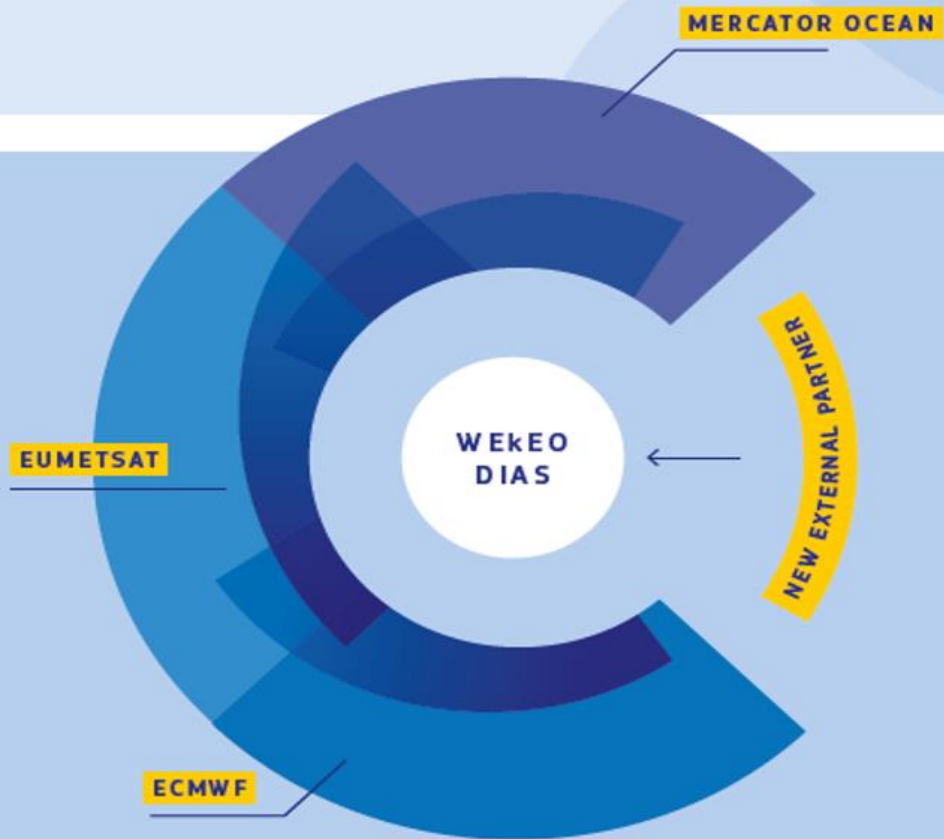 MERCATOR OCEAN
NEW EXTERNAL PARTNER
WEkEO
DIAS
EUMETSAT
ECMWF